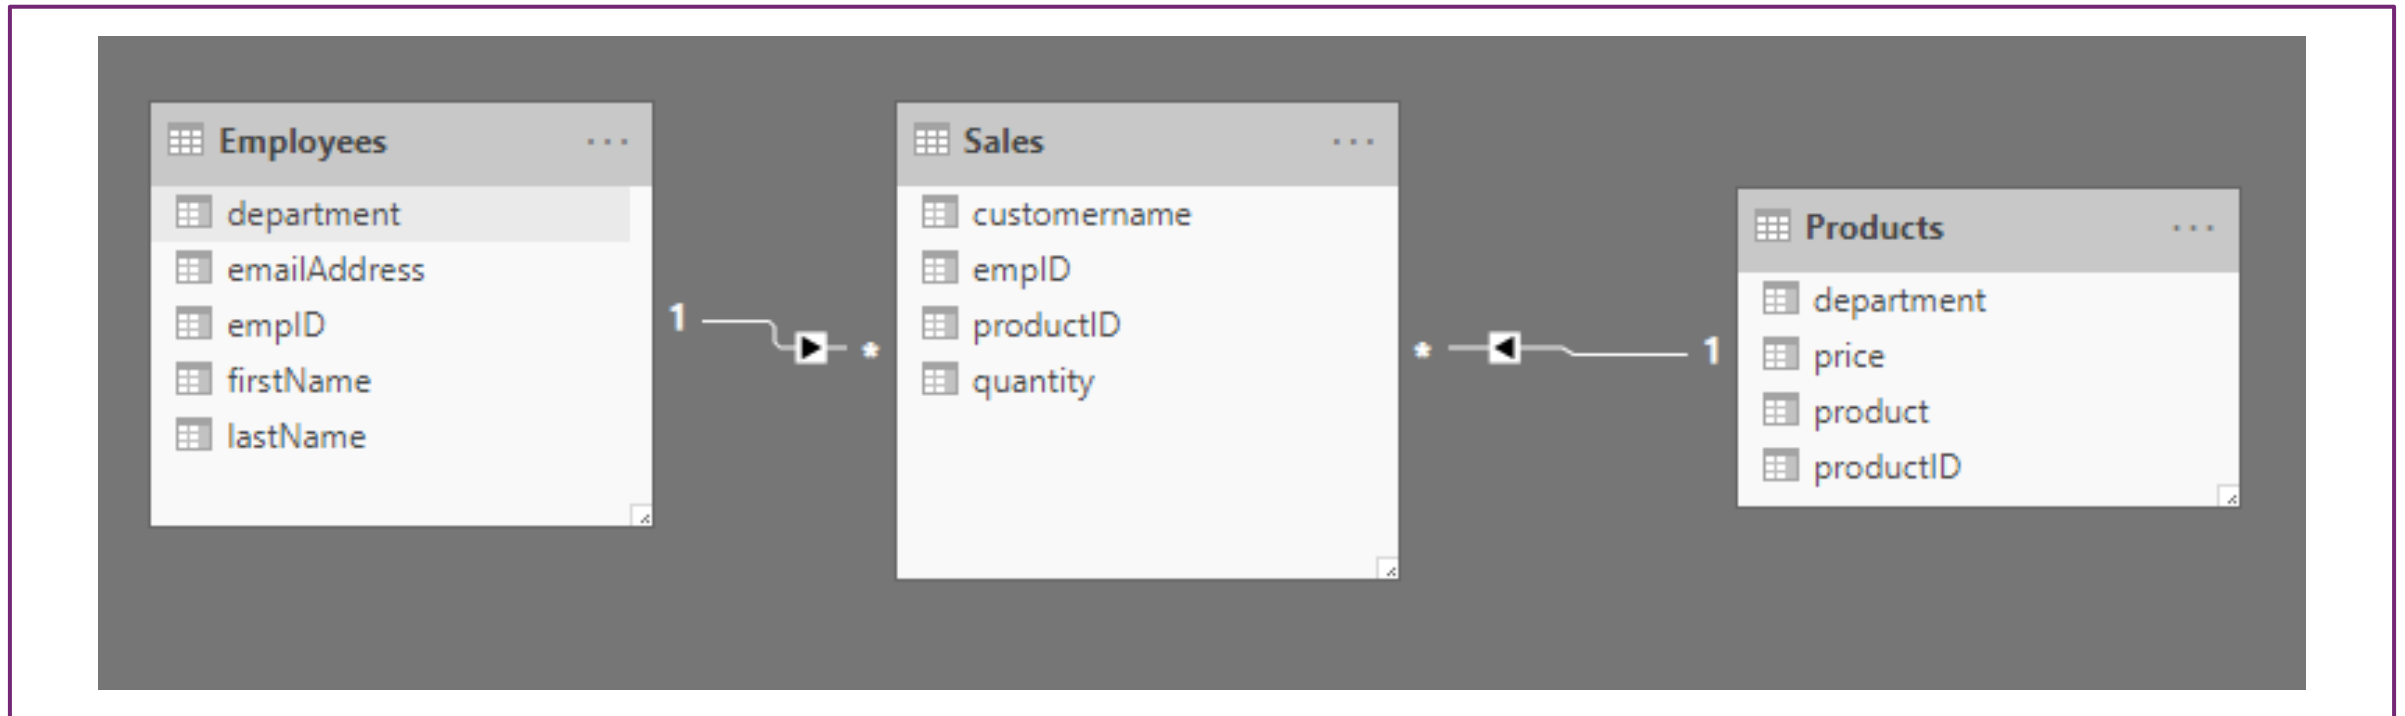 Employees
department
emailAddress
empID
firstName
lastName
1
*
Sales
customername
empID
productID
quantity
*
1
Products
department
price
product
productID